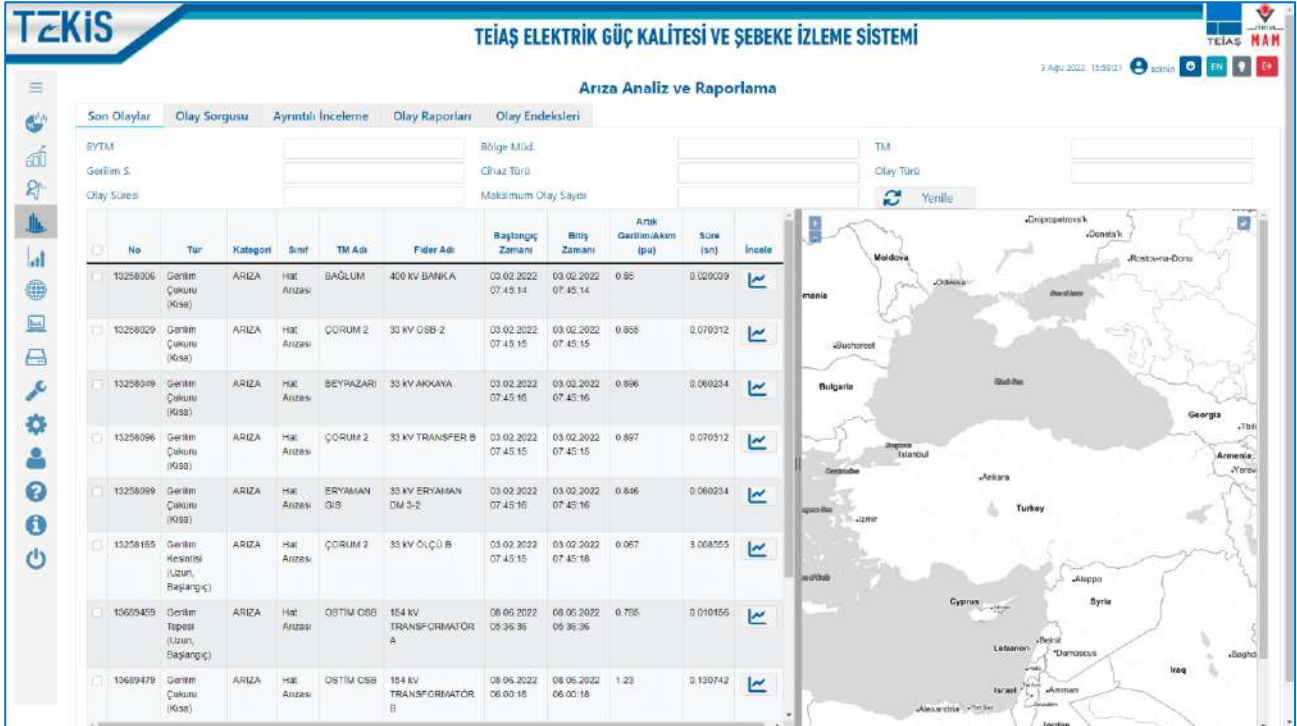 TEKİS
TEİAŞ ELEKTRİK GÜÇ KALİTESİ VE ŞEBEKE İZLEME SİSTEMİ
TEİAŞ MAM
3 Ağu 2022 15:59:21 admin EN
Arıza Analiz ve Raporlama
Son Olaylar Olay Sorgusu Ayrıntılı İnceleme Olay Raporları Olay Endeksleri
BYTM Bölge Müd. TM
Gerilim S. Cihaz Türü Olay Türü
Olay Süresi Maksimum Olay Sayısı Yenile
No Tür Kategori Sınıf TM Adı Fider Adı Başlangıç Zamanı Bitiş Zamanı Artık Gerilim/Akım (pu) Süre (sn) İncele
13258006 Gerilim Çukuru (Kısa) ARIZA Hat Arızası BAĞLUM 400 KV BANK.A 03.02.2022 07:45:14 03.02.2022 07:45:14 0.85 0.020039
13258029 Gerilim Çukuru (Kısa) ARIZA Hat Arızası ÇORUM 2 33 KV OSB-2 03.02.2022 07:45:15 03.02.2022 07:45:15 0.865 0.070312
13258049 Gerilim Çukuru (Kısa) ARIZA Hat Arızası BEYPAZARI 33 KV AKKAYA 03.02.2022 07:45:16 03.02.2022 07:45:16 0.896 0.060234
13258096 Gerilim Çukuru (Kısa) ARIZA Hat Arızası ÇORUM 2 33 KV TRANSFER B 03.02.2022 07:45:15 03.02.2022 07:45:15 0.897 0.070312
13258099 Gerilim Çukuru (Kısa) ARIZA Hat Arızası ERYAMAN GIS 33 KV ERYAMAN DM 3-2 03.02.2022 07:45:16 03.02.2022 07:45:16 0.846 0.060234
13258165 Gerilim Kesintisi (Uzun, Başlangıç) ARIZA Hat Arızası ÇORUM 2 33 KV ÖLÇÜ B 03.02.2022 07:45:15 03.02.2022 07:45:18 0.067 3.008555
13689459 Gerilim Tepesi (Uzun, Başlangıç) ARIZA Hat Arızası OSTİM OSB 154 KV TRANSFORMATÖR A 08.06.2022 05:36:36 08.06.2022 05:36:36 0.010156
13689479 Gerilim Çukuru (Kısa) ARIZA Hat Arızası OSTİM OSB 154 KV TRANSFORMATÖR B 08.06.2022 06:00:18 08.06.2022 06:00:18 1.23 0.130742
Dnipropetrovs'k
Donets'k
Moldova
Rostov-na-Donu
Odessa
mania
Bucharest
Bulgaria
Black Sea
Georgia
Tbili
Istanbul
Armenia
Yerev
Ankara
Turkey
Izmir
Aleppo
Cyprus
Syria
Lebanon
Beirut
Damascus
Baghd
Iraq
Israel
Amman
Alexandria
Jordan